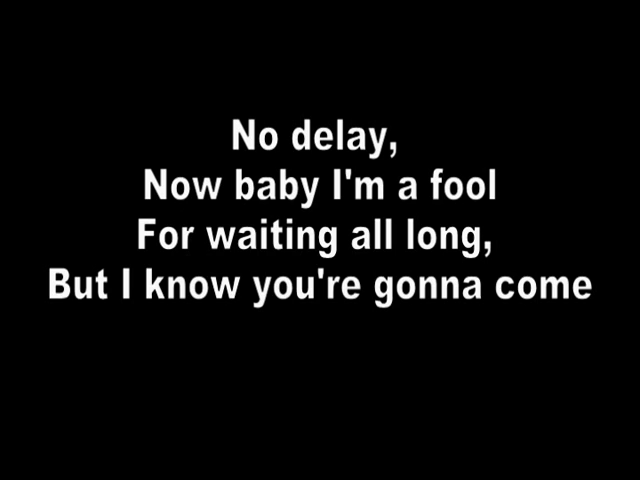 No delay,
Now baby I'm a fool
For waiting all long,
But I know you're gonna come